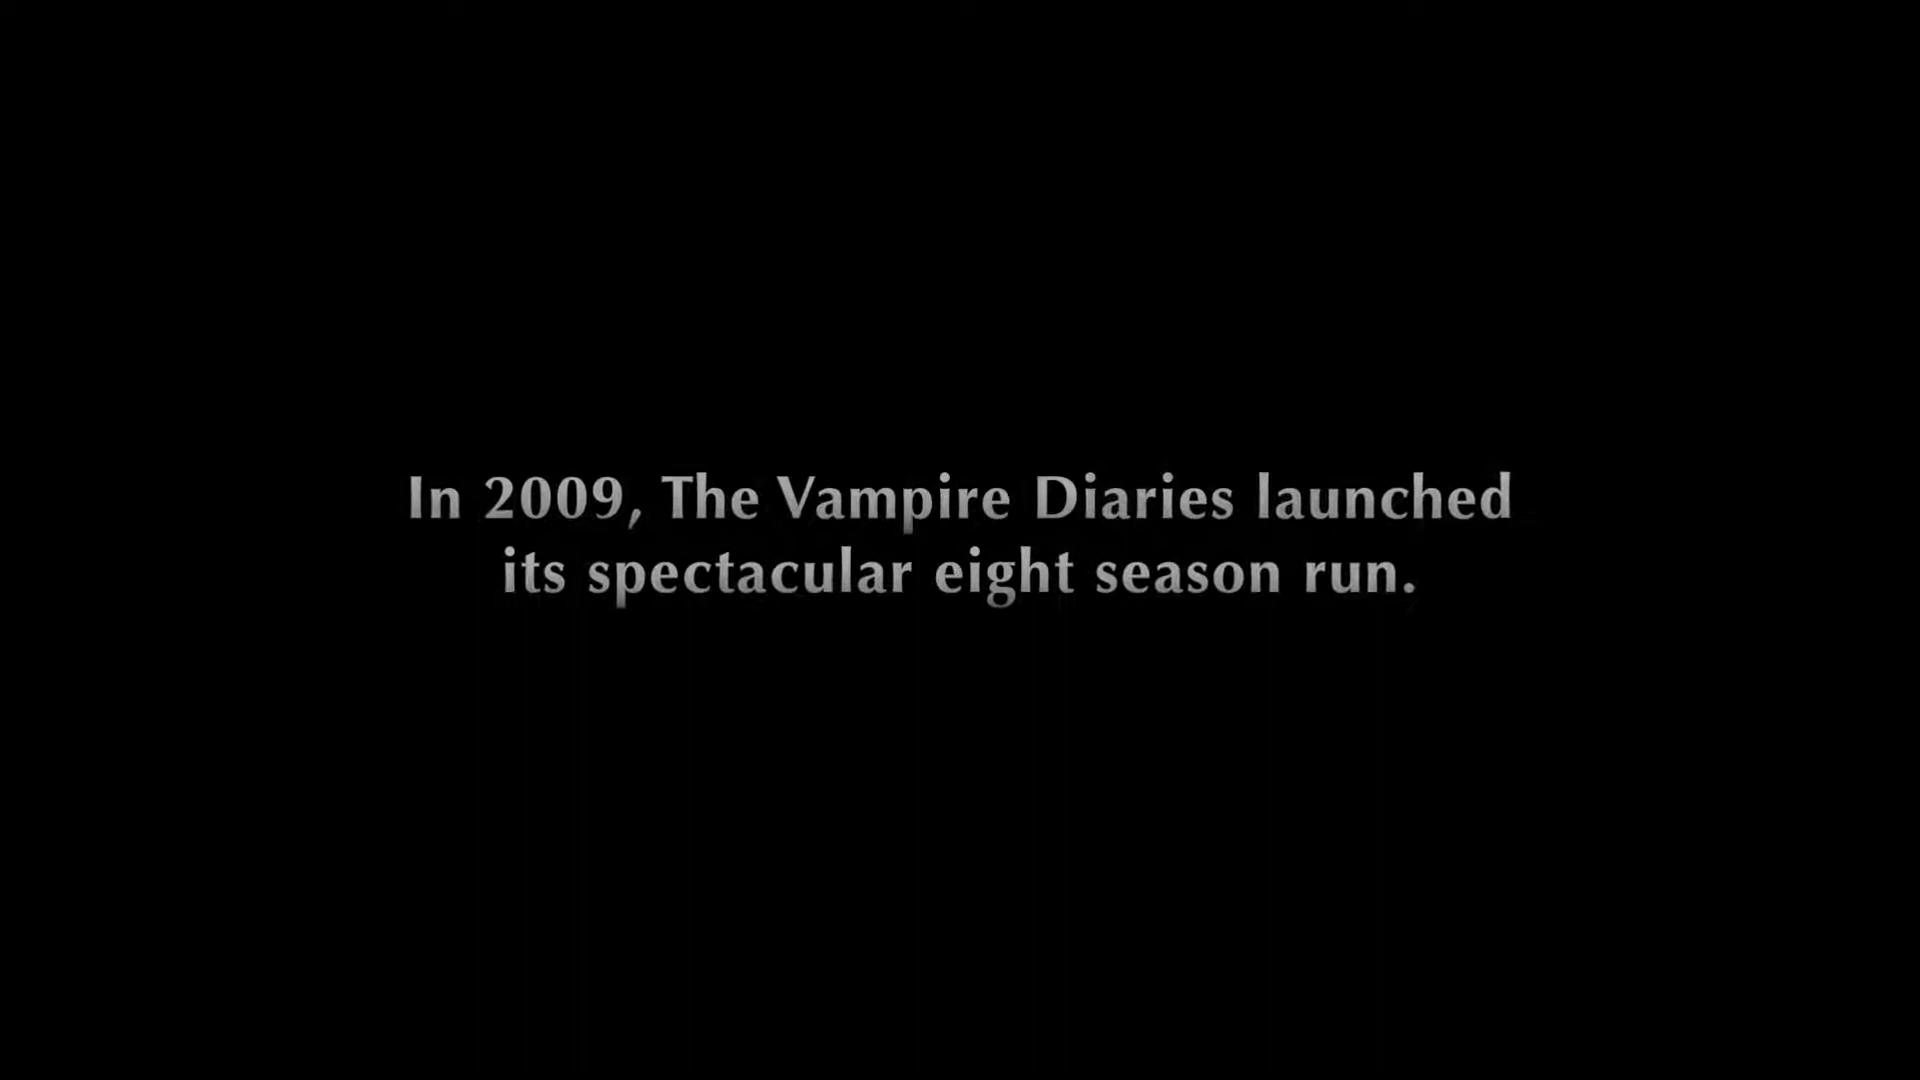 In 2009, The Vampire Diaries launched
its spectacular eight season run.